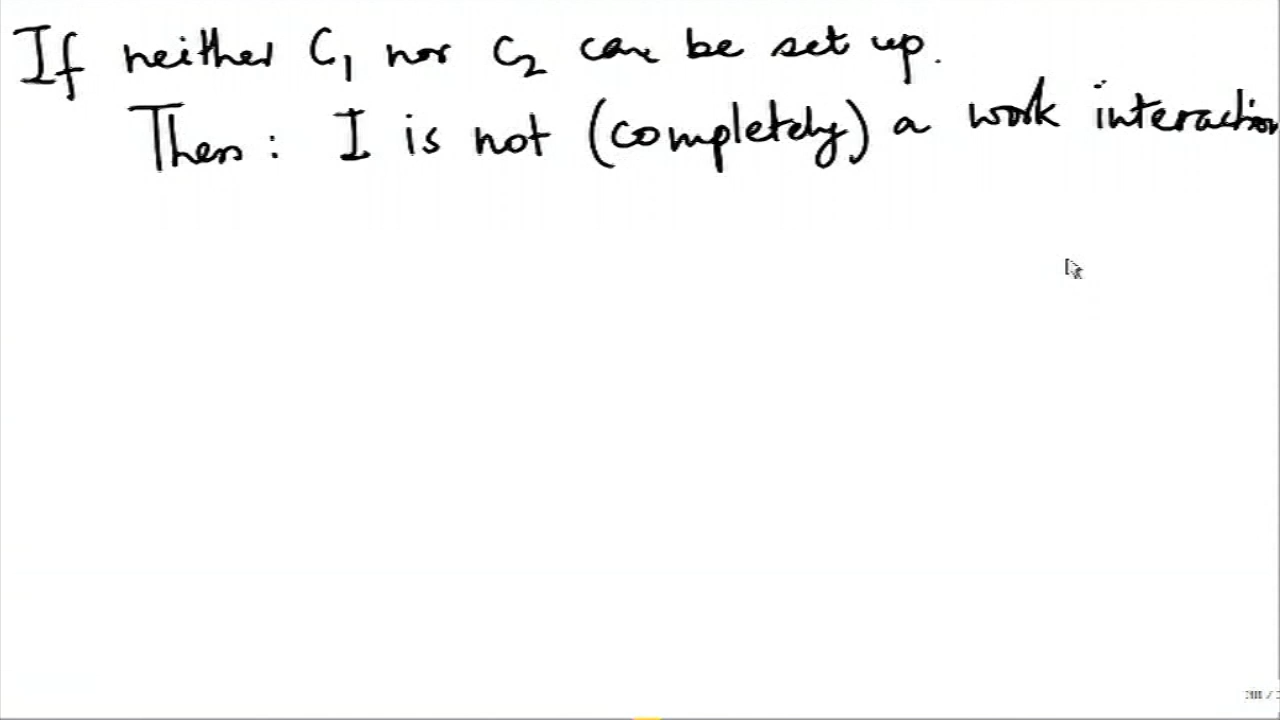 If neither C₁ nor C₂ can be set up.
Then: I is not (completely) a work interaction